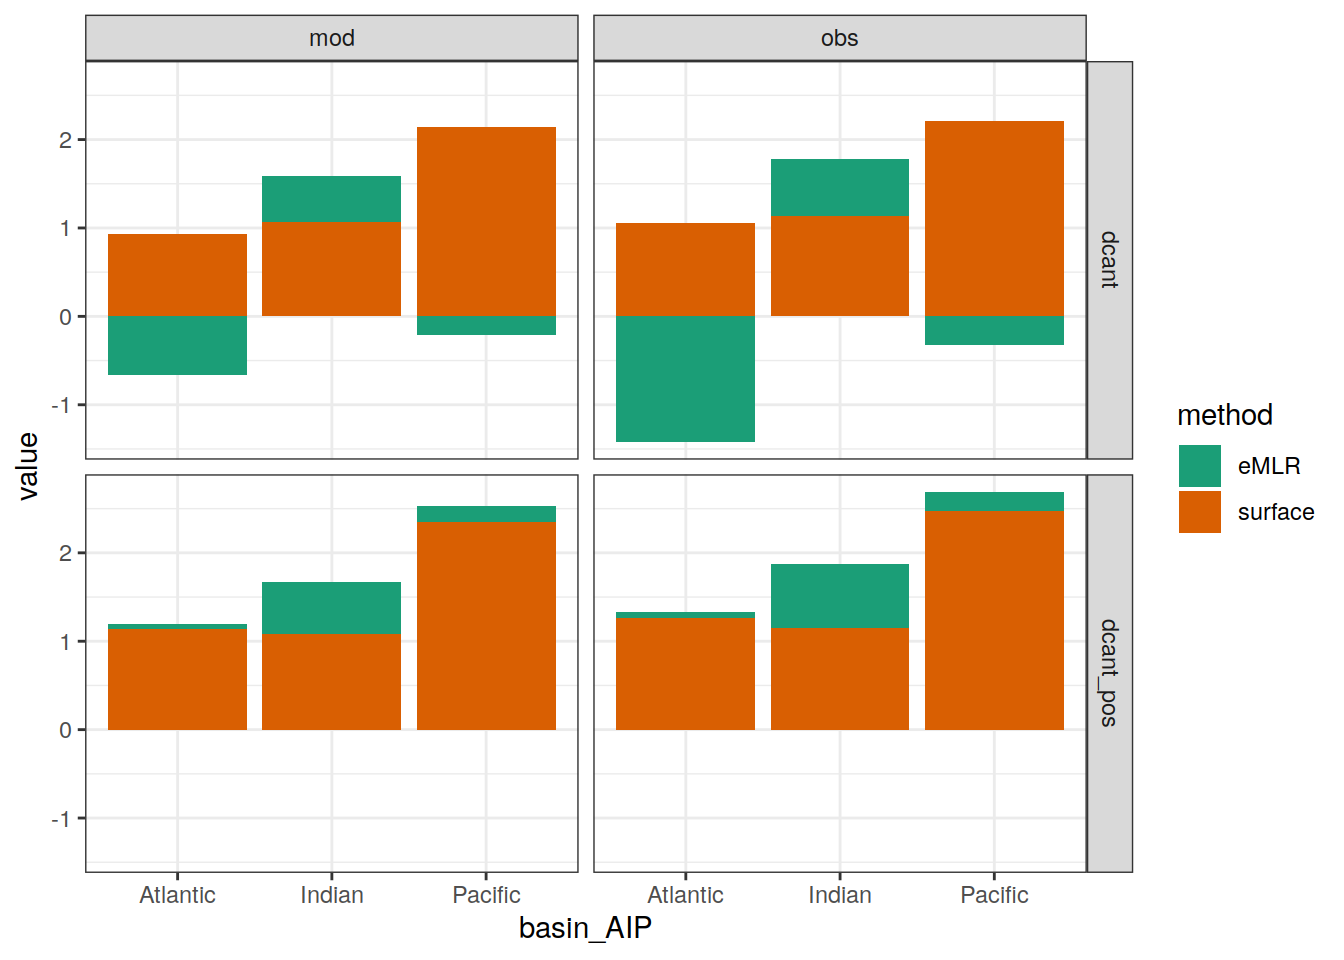 mod
obs
2
1
0
-1
dcant
value
2
1
0
-1
dcant_pos
Atlantic
Indian
Pacific
Atlantic
Indian
Pacific
basin_AIP
method
eMLR
surface